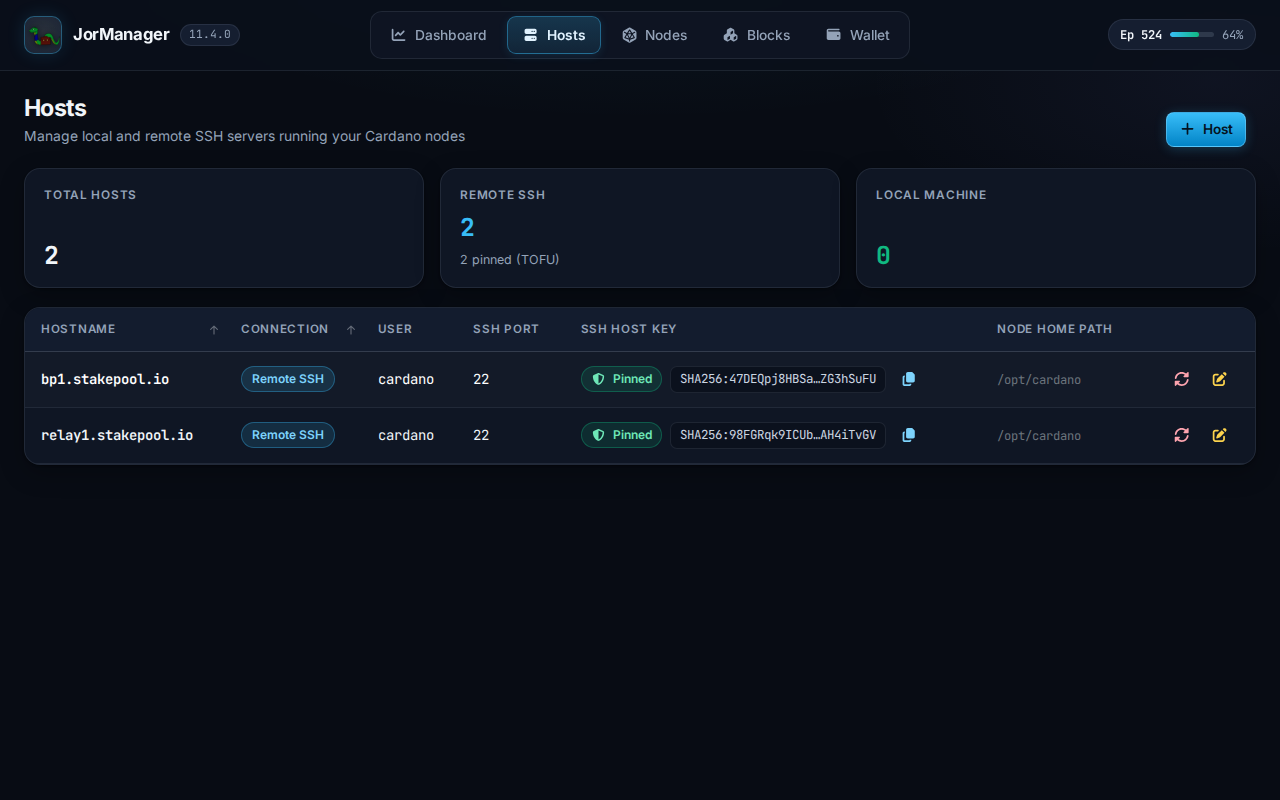 JorManager 11.4.0 Dashboard Hosts Nodes Blocks Wallet Ep 524 64%
Hosts
Manage local and remote SSH servers running your Cardano nodes
+ Host
TOTAL HOSTS
2
REMOTE SSH
2
2 pinned (TOFU)
LOCAL MACHINE
0
HOSTNAME ↑ CONNECTION ↑ USER SSH PORT SSH HOST KEY NODE HOME PATH
bp1.stakepool.io Remote SSH cardano 22 Pinned SHA256:47DEQpj8HBSa…ZG3hSuFU /opt/cardano
relay1.stakepool.io Remote SSH cardano 22 Pinned SHA256:98FGRqk9ICUb…AH4iTvGV /opt/cardano